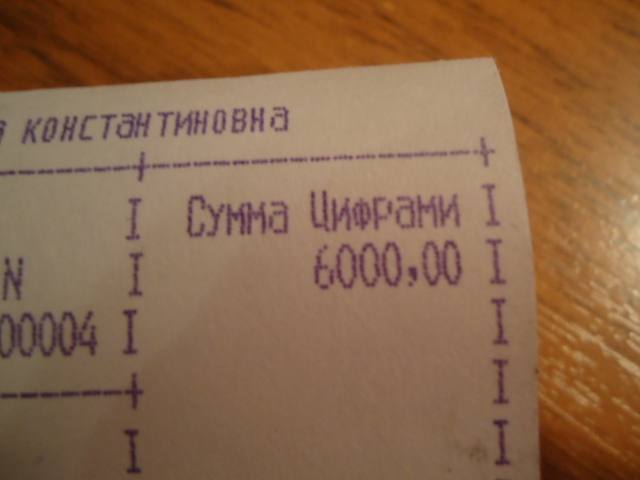 константиновна
Сумма Цифрами
N 6000,00
00004